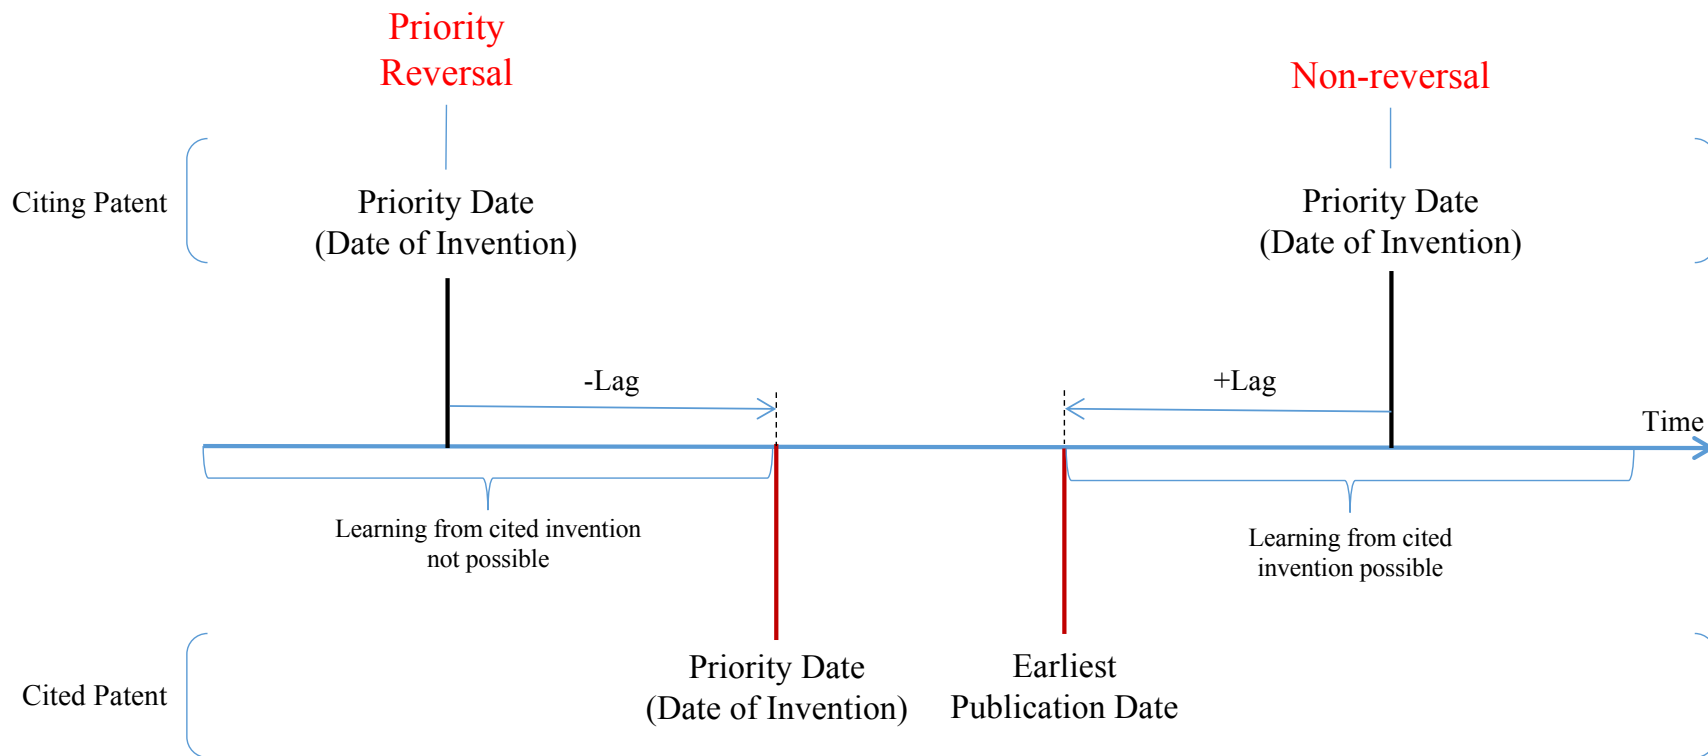 Priority
Reversal
Non-reversal
Citing Patent
Priority Date
(Date of Invention)
Priority Date
(Date of Invention)
-Lag
+Lag
Time
Learning from cited invention
not possible
Learning from cited
invention possible
Cited Patent
Priority Date
(Date of Invention)
Earliest
Publication Date